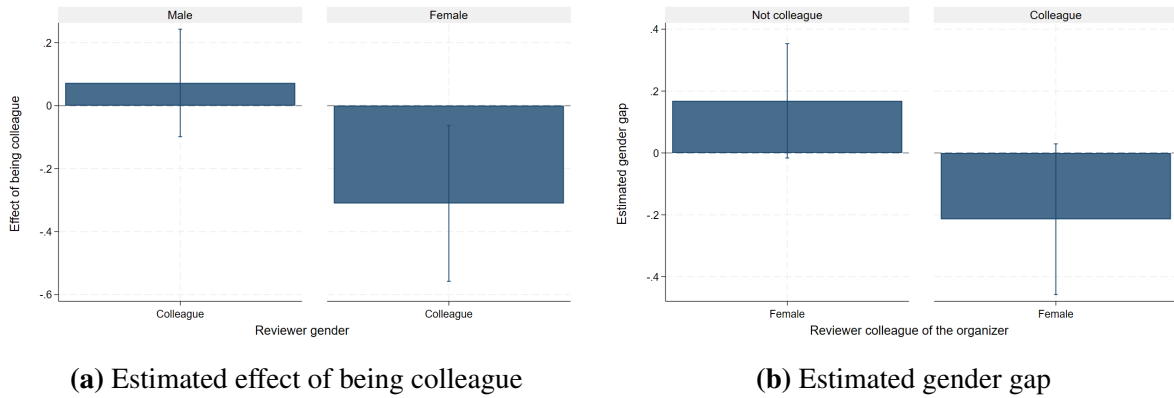 Male Female
.2
0
-.2
-.4
-.6
Effect of being colleague
Colleague Colleague
Reviewer gender
(a) Estimated effect of being colleague
Not colleague Colleague
.4
.2
0
-.2
-.4
Estimated gender gap
Female Female
Reviewer colleague of the organizer
(b) Estimated gender gap